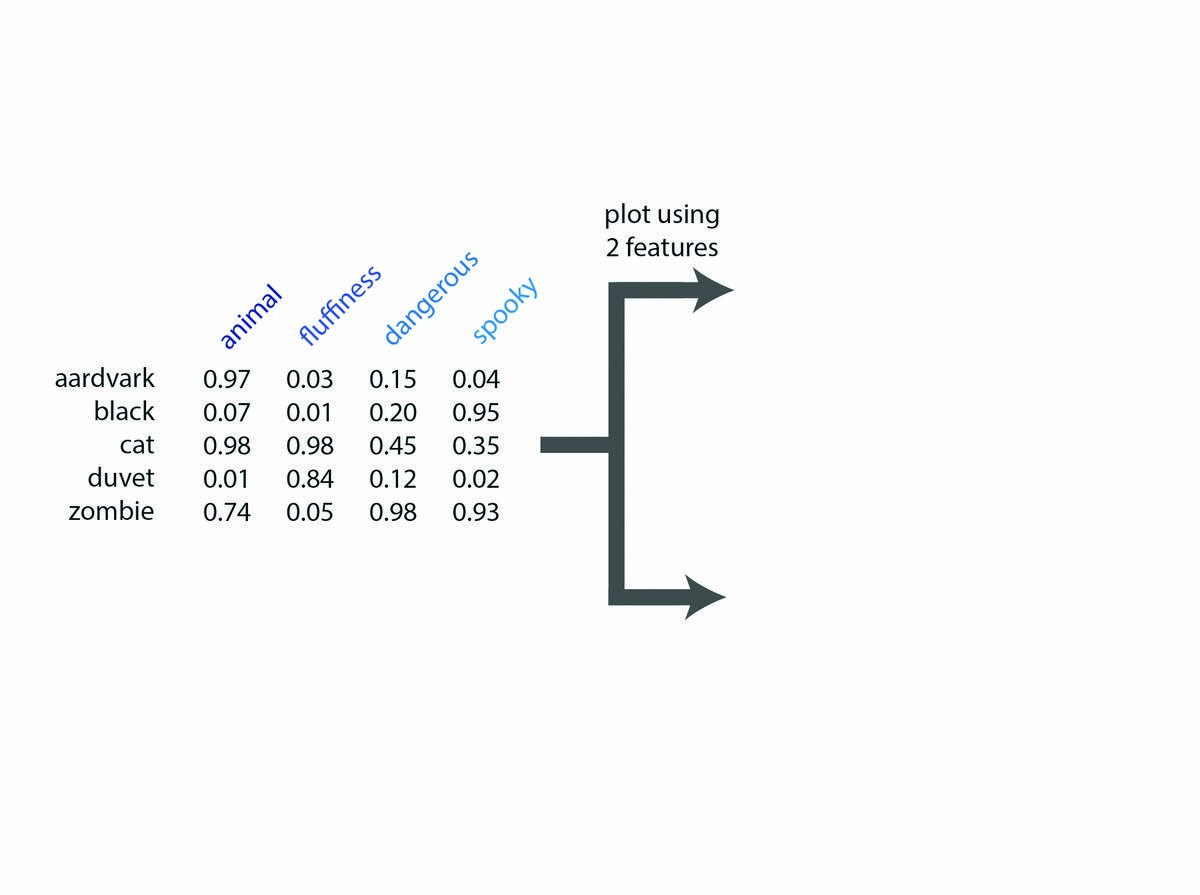 plot using
2 features
animal fluffiness dangerous spooky
aardvark 0.97 0.03 0.15 0.04
black 0.07 0.01 0.20 0.95
cat 0.98 0.98 0.45 0.35
duvet 0.01 0.84 0.12 0.02
zombie 0.74 0.05 0.98 0.93